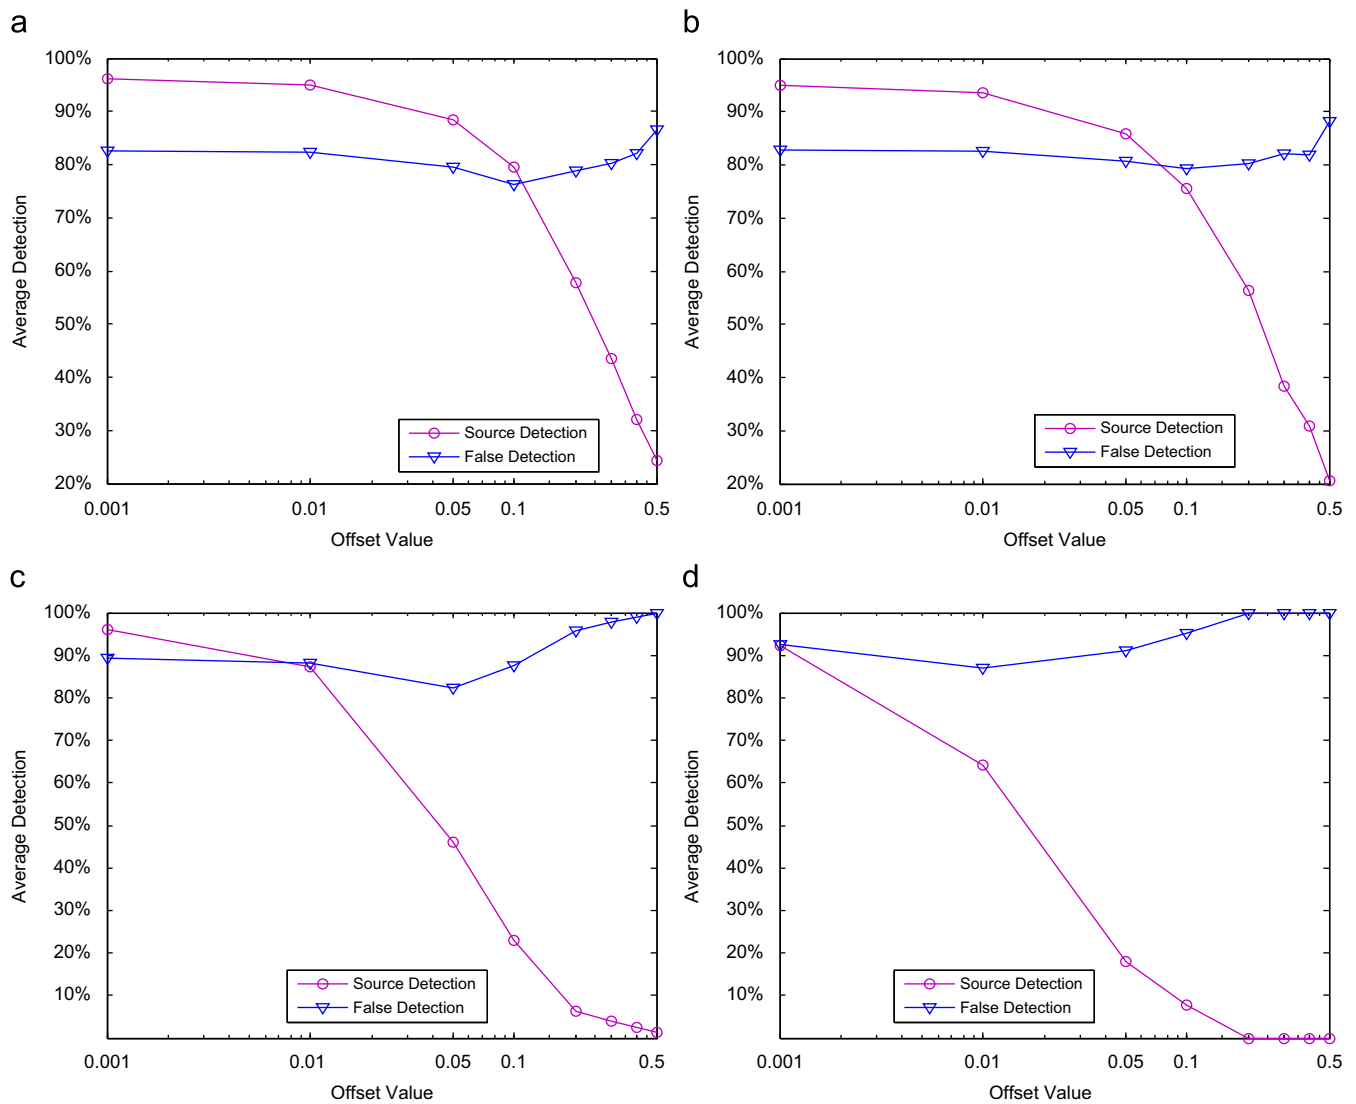 a
100%
90%
80%
70%
60%
50%
40%
30%
20%
Average Detection
Source Detection
False Detection
0.001 0.01 0.05 0.1 0.5
Offset Value
b
100%
90%
80%
70%
60%
50%
40%
30%
20%
Average Detection
Source Detection
False Detection
0.001 0.01 0.05 0.1 0.5
Offset Value
c
100%
90%
80%
70%
60%
50%
40%
30%
20%
10%
Average Detection
Source Detection
False Detection
0.001 0.01 0.05 0.1 0.5
Offset Value
d
100%
90%
80%
70%
60%
50%
40%
30%
20%
10%
Average Detection
Source Detection
False Detection
0.001 0.01 0.05 0.1 0.5
Offset Value